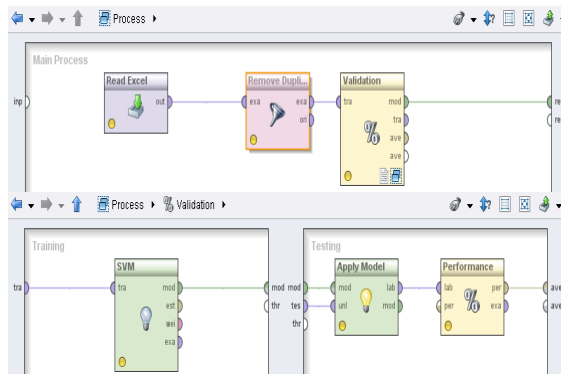 Process
Main Process
Read Excel
Remove Dupli...
Validation
inp
out
exa
exa
ori
tra
mod
tra
ave
ave
re
re
Process
Validation
Training
Testing
SVM
Apply Model
Performance
tra
tra
mod
est
wei
exa
mod
thr
mod
tes
thr
mod
unl
lab
mod
lab
per
per
exa
ave
ave